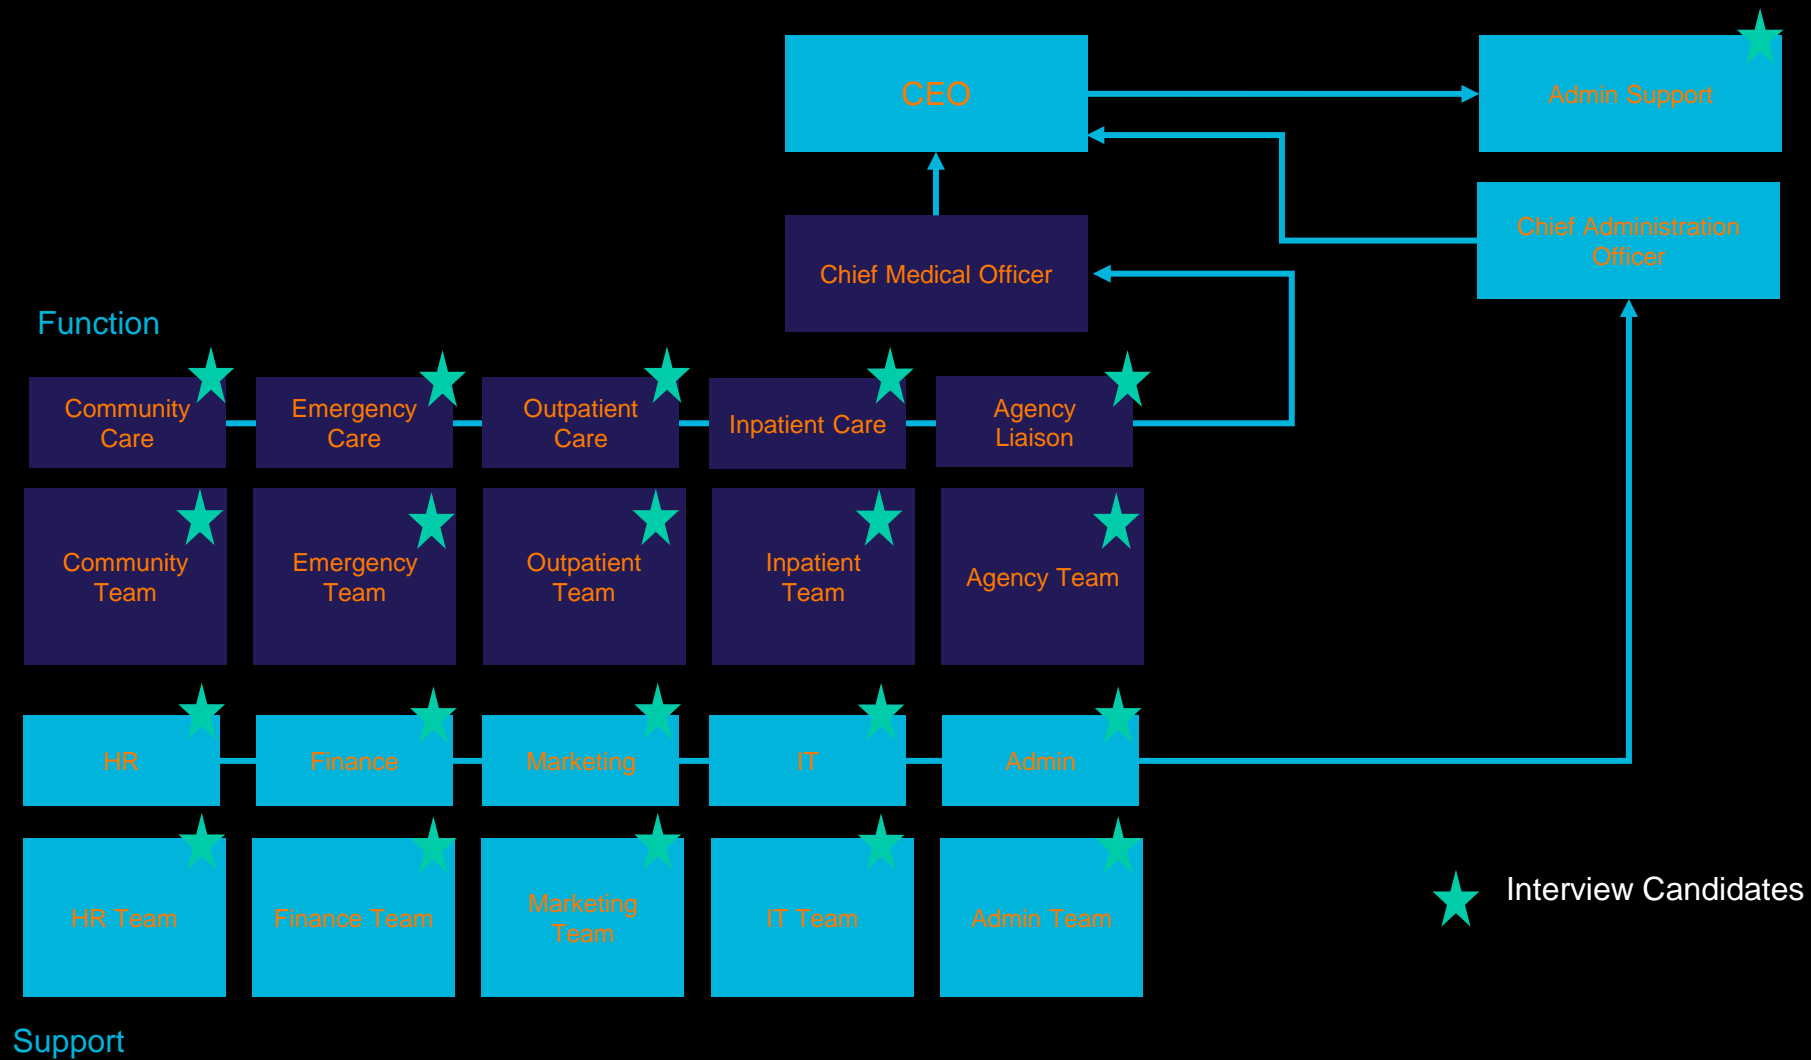 CEO
Admin Support
Chief Administration
Officer
Chief Medical Officer
Function
Community
Care
Emergency
Care
Outpatient
Care
Inpatient Care
Agency
Liaison
Community
Team
Emergency
Team
Outpatient
Team
Inpatient
Team
Agency Team
HR
Finance
Marketing
IT
Admin
HR Team
Finance Team
Marketing
Team
IT Team
Admin Team
Interview Candidates
Support